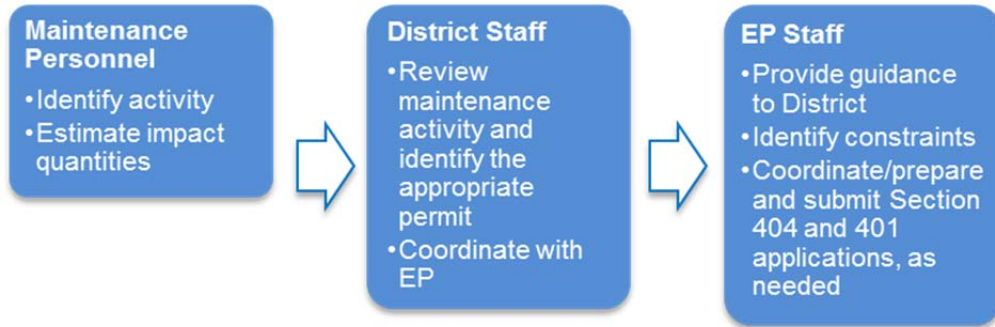 Maintenance
Personnel
•Identify activity
•Estimate impact
quantities
District Staff
•Review
maintenance
activity and
identify the
appropriate
permit
•Coordinate with
EP
EP Staff
•Provide guidance
to District
•Identify constraints
•Coordinate/prepare
and submit Section
404 and 401
applications, as
needed